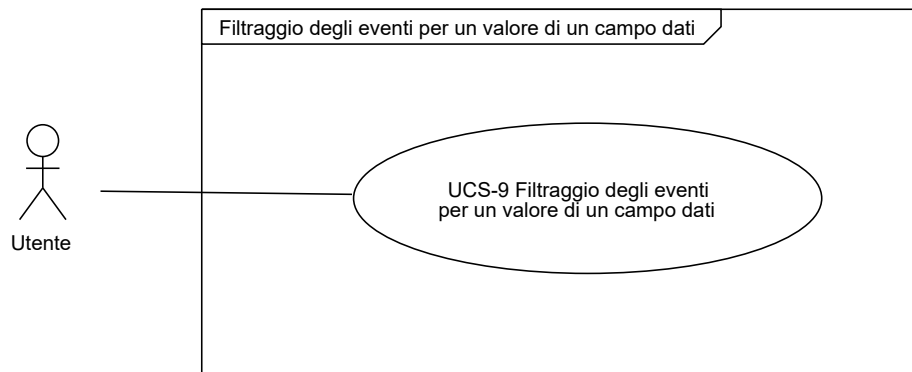 Filtraggio degli eventi per un valore di un campo dati
UCS-9 Filtraggio degli eventi
per un valore di un campo dati
Utente